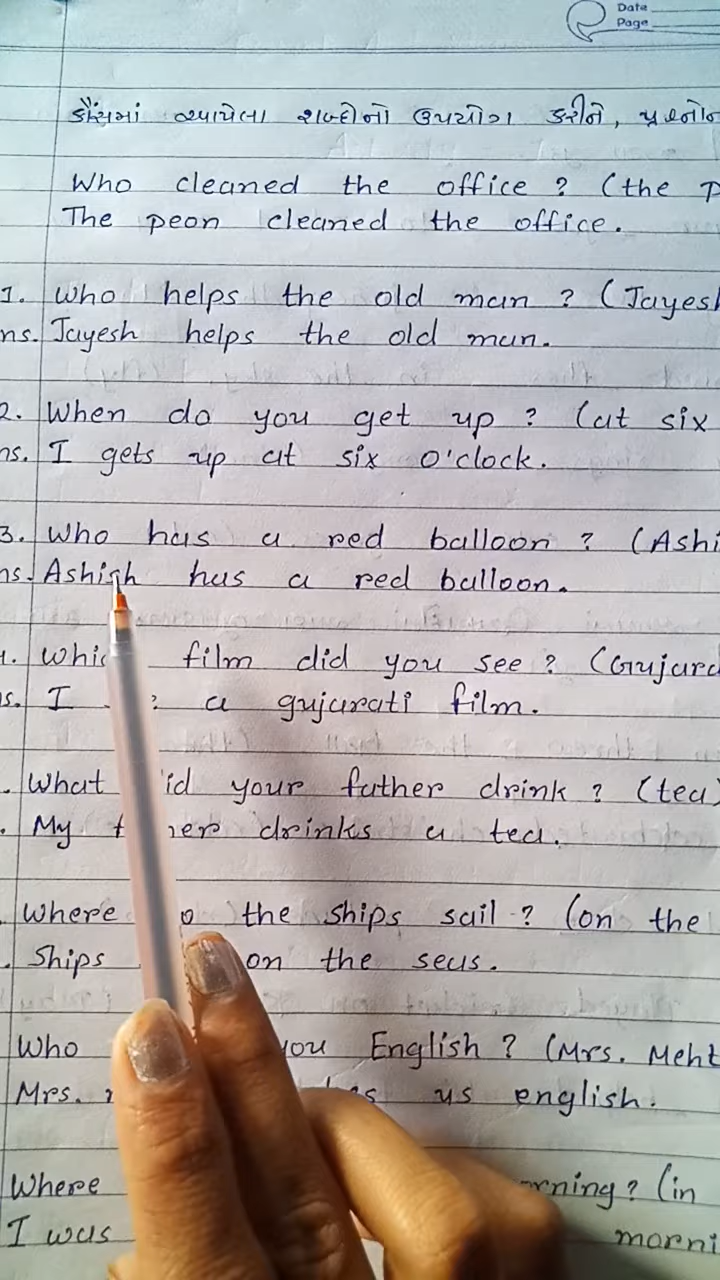 Date
Page
કૌંસમાં આપેલા શબ્દોનો ઉપયોગ કરીને,
Who cleaned the office ? (the
The peon cleaned the office.
1. Who helps the old man ? (Jayesh
ns. Jayesh helps the old man.
2. When do you get up ? (at six
ns. I gets up at six o'clock.
3. Who has a red balloon ? (Ashi
ns. Ashish has a red balloon.
film did you see ? (Gujara
s. I a gujarati film.
. What your father drink ? (tea)
. My drinks a tea.
. Where the ships sail ? (on the
. Ships on the seas.
Who you English ? (Mrs. Meht
Mrs. us english.
Where ? (in
I was